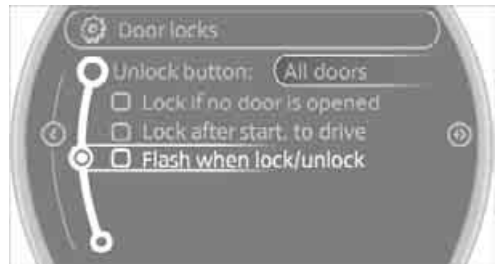 Door locks
Unlock button: All doors
Lock if no door is opened
Lock after start. to drive
Flash when lock/unlock